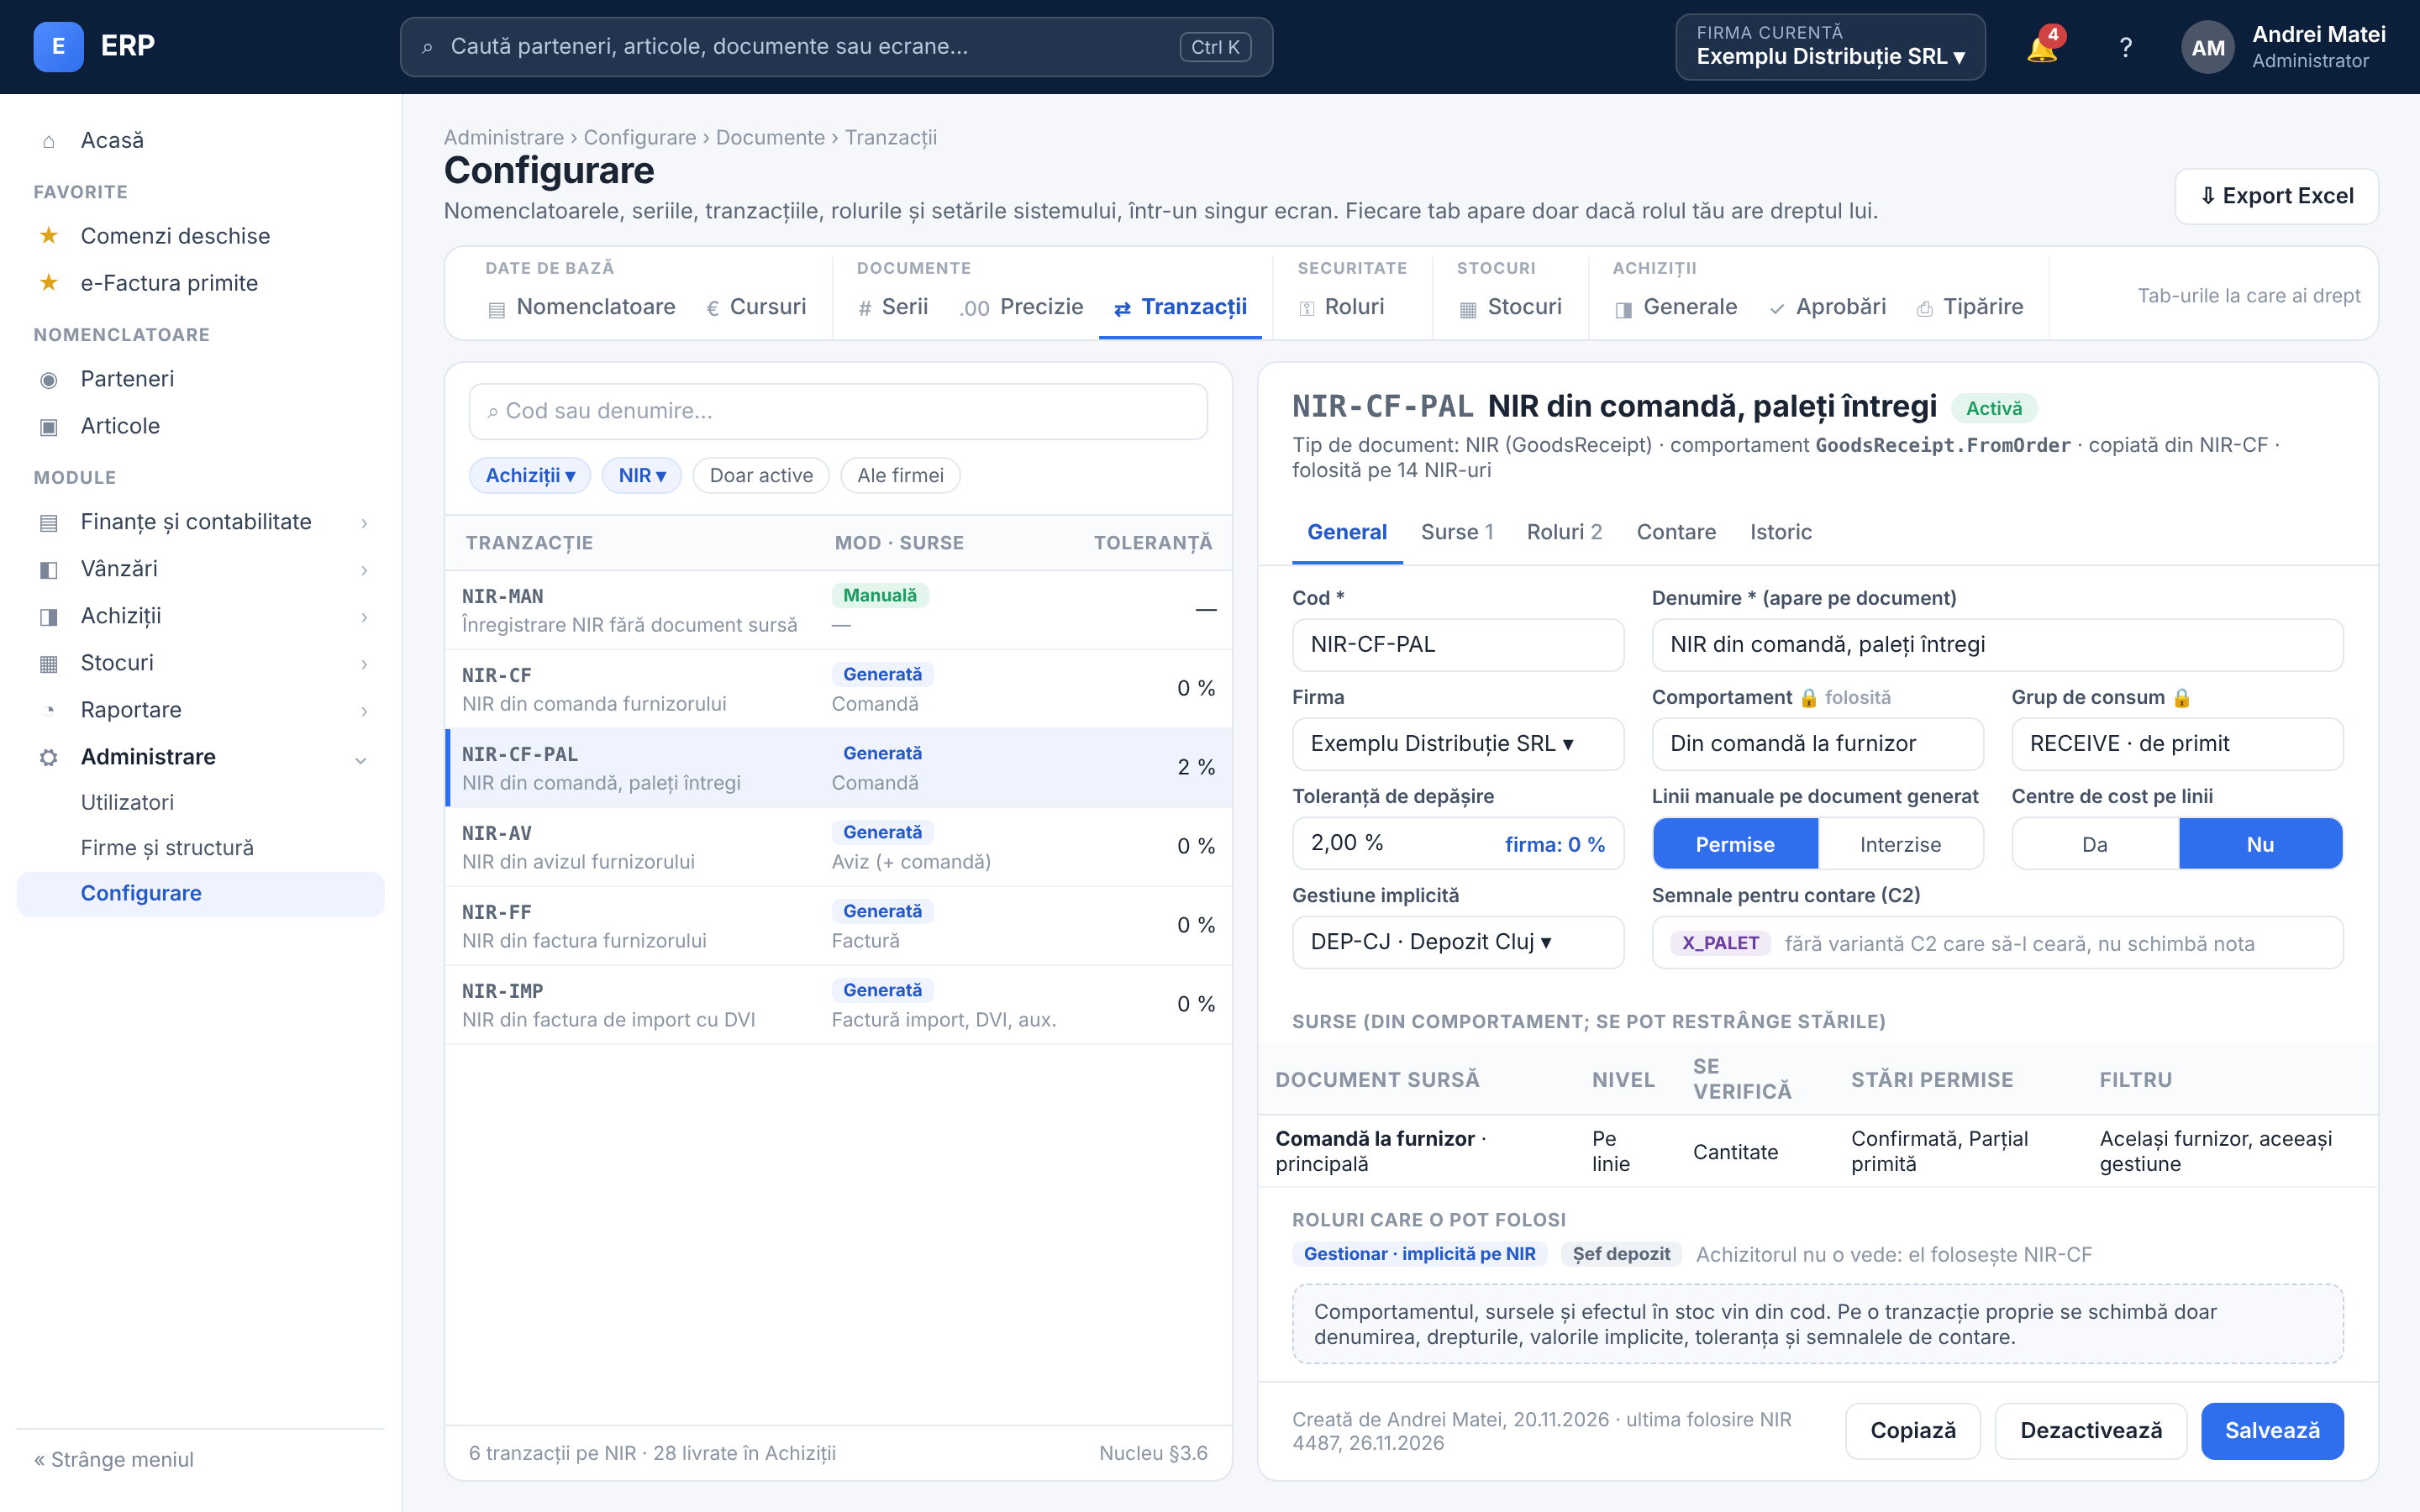 E ERP
Caută parteneri, articole, documente sau ecrane... Ctrl K
FIRMA CURENTĂ
Exemplu Distribuție SRL ▾
4
?
AM
Andrei Matei
Administrator
Acasă
FAVORITE
★ Comenzi deschise
★ e-Factura primite
NOMENCLATOARE
Parteneri
Articole
MODULE
Finanțe și contabilitate ›
Vânzări ›
Achiziții ›
Stocuri ›
Raportare ›
Administrare
Utilizatori
Firme și structură
Configurare
« Strânge meniul
Administrare › Configurare › Documente › Tranzacții
Configurare
Nomenclatoarele, seriile, tranzacțiile, rolurile și setările sistemului, într-un singur ecran. Fiecare tab apare doar dacă rolul tău are dreptul lui.
⇩ Export Excel
DATE DE BAZĂ
Nomenclatoare € Cursuri
DOCUMENTE
# Serii .00 Precizie ⇄ Tranzacții
SECURITATE
Roluri
STOCURI
Stocuri
ACHIZIȚII
Generale ✓ Aprobări Tipărire
Tab-urile la care ai drept
Cod sau denumire...
Achiziții ▾ NIR ▾ Doar active Ale firmei
TRANZACȚIE MOD · SURSE TOLERANȚĂ
NIR-MAN Manuală
Înregistrare NIR fără document sursă — —
NIR-CF Generată
NIR din comanda furnizorului Comandă 0 %
NIR-CF-PAL Generată
NIR din comandă, paleți întregi Comandă 2 %
NIR-AV Generată
NIR din avizul furnizorului Aviz (+ comandă) 0 %
NIR-FF Generată
NIR din factura furnizorului Factură 0 %
NIR-IMP Generată
NIR din factura de import cu DVI Factură import, DVI, aux. 0 %
6 tranzacții pe NIR · 28 livrate în Achiziții Nucleu §3.6
NIR-CF-PAL NIR din comandă, paleți întregi Activă
Tip de document: NIR (GoodsReceipt) · comportament GoodsReceipt.FromOrder · copiată din NIR-CF ·
folosită pe 14 NIR-uri
General Surse 1 Roluri 2 Contare Istoric
Cod * Denumire * (apare pe document)
NIR-CF-PAL NIR din comandă, paleți întregi
Firma Comportament 🔒 folosită Grup de consum 🔒
Exemplu Distribuție SRL ▾ Din comandă la furnizor RECEIVE · de primit
Toleranță de depășire Linii manuale pe document generat Centre de cost pe linii
2,00 % firma: 0 % Permise Interzise Da Nu
Gestiune implicită Semnale pentru contare (C2)
DEP-CJ · Depozit Cluj ▾ X_PALET fără variantă C2 care să-l ceară, nu schimbă nota
SURSE (DIN COMPORTAMENT; SE POT RESTRÂNGE STĂRILE)
DOCUMENT SURSĂ NIVEL SE VERIFICĂ STĂRI PERMISE FILTRU
Comandă la furnizor · principală Pe linie Cantitate Confirmată, Parțial primită Același furnizor, aceeași gestiune
ROLURI CARE O POT FOLOSI
Gestionar · implicită pe NIR Șef depozit Achizitorul nu o vede: el folosește NIR-CF
Comportamentul, sursele și efectul în stoc vin din cod. Pe o tranzacție proprie se schimbă doar
denumirea, drepturile, valorile implicite, toleranța și semnalele de contare.
Creată de Andrei Matei, 20.11.2026 · ultima folosire NIR
4487, 26.11.2026
Copiază Dezactivează Salvează